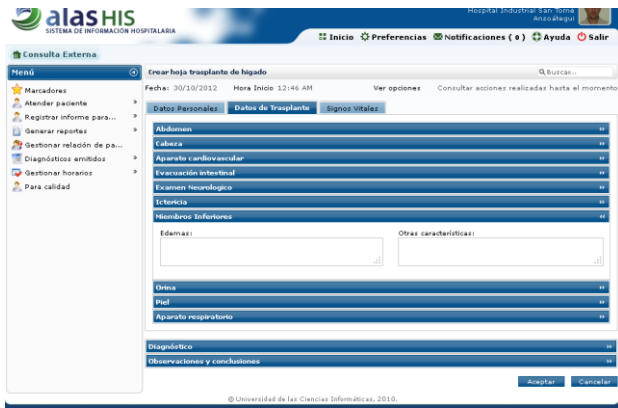 Hospital Industrial San Tomé
Anzoátegui
alas HIS
SISTEMA DE INFORMACIÓN HOSPITALARIA
Inicio Preferencias Notificaciones ( 0 ) Ayuda Salir
Consulta Externa
Menú
Marcadores
Atender paciente
Registrar informe para...
Generar reportes
Gestionar relación de pa...
Diagnósticos emitidos
Gestionar horarios
Para calidad
Crear hoja trasplante de hígado
Buscar...
Fecha: 30/10/2012 Hora Inicio 12:46 AM Ver opciones Consultar acciones realizadas hasta el momento
Datos Personales Datos de Trasplante Signos Vitales
Abdomen
Cabeza
Aparato cardiovascular
Evacuación intestinal
Examen Neurologico
Ictericia
Miembros Inferiores
Edemas: Otras características:
Orina
Piel
Aparato respiratorio
Diagnóstico
Observaciones y conclusiones
Aceptar Cancelar
© Universidad de las Ciencias Informáticas, 2010.